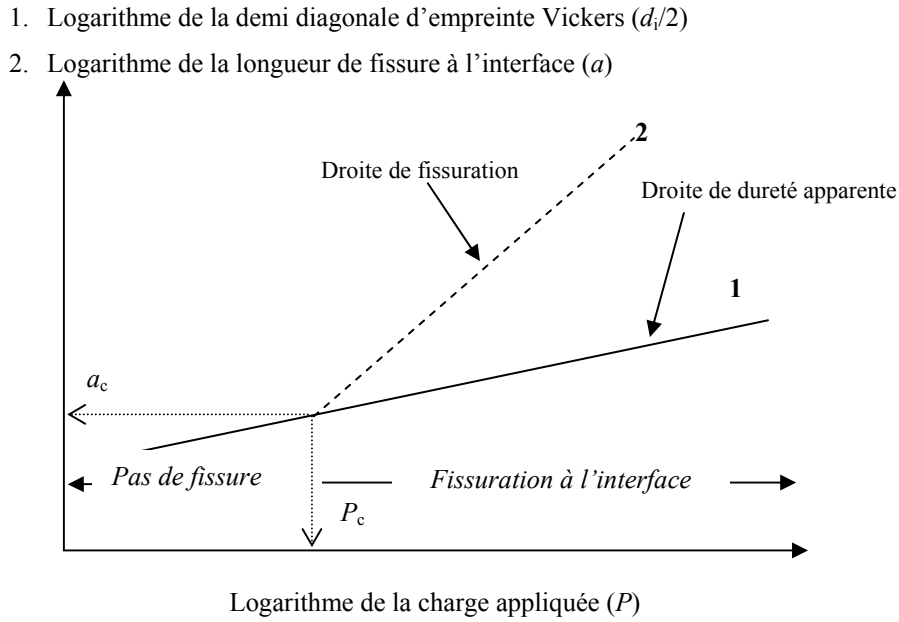 1. Logarithme de la demi diagonale d’empreinte Vickers (di/2)
2. Logarithme de la longueur de fissure à l’interface (a)
2
Droite de fissuration
Droite de dureté apparente
1
ac
Pas de fissure
Fissuration à l’interface
Pc
Logarithme de la charge appliquée (P)